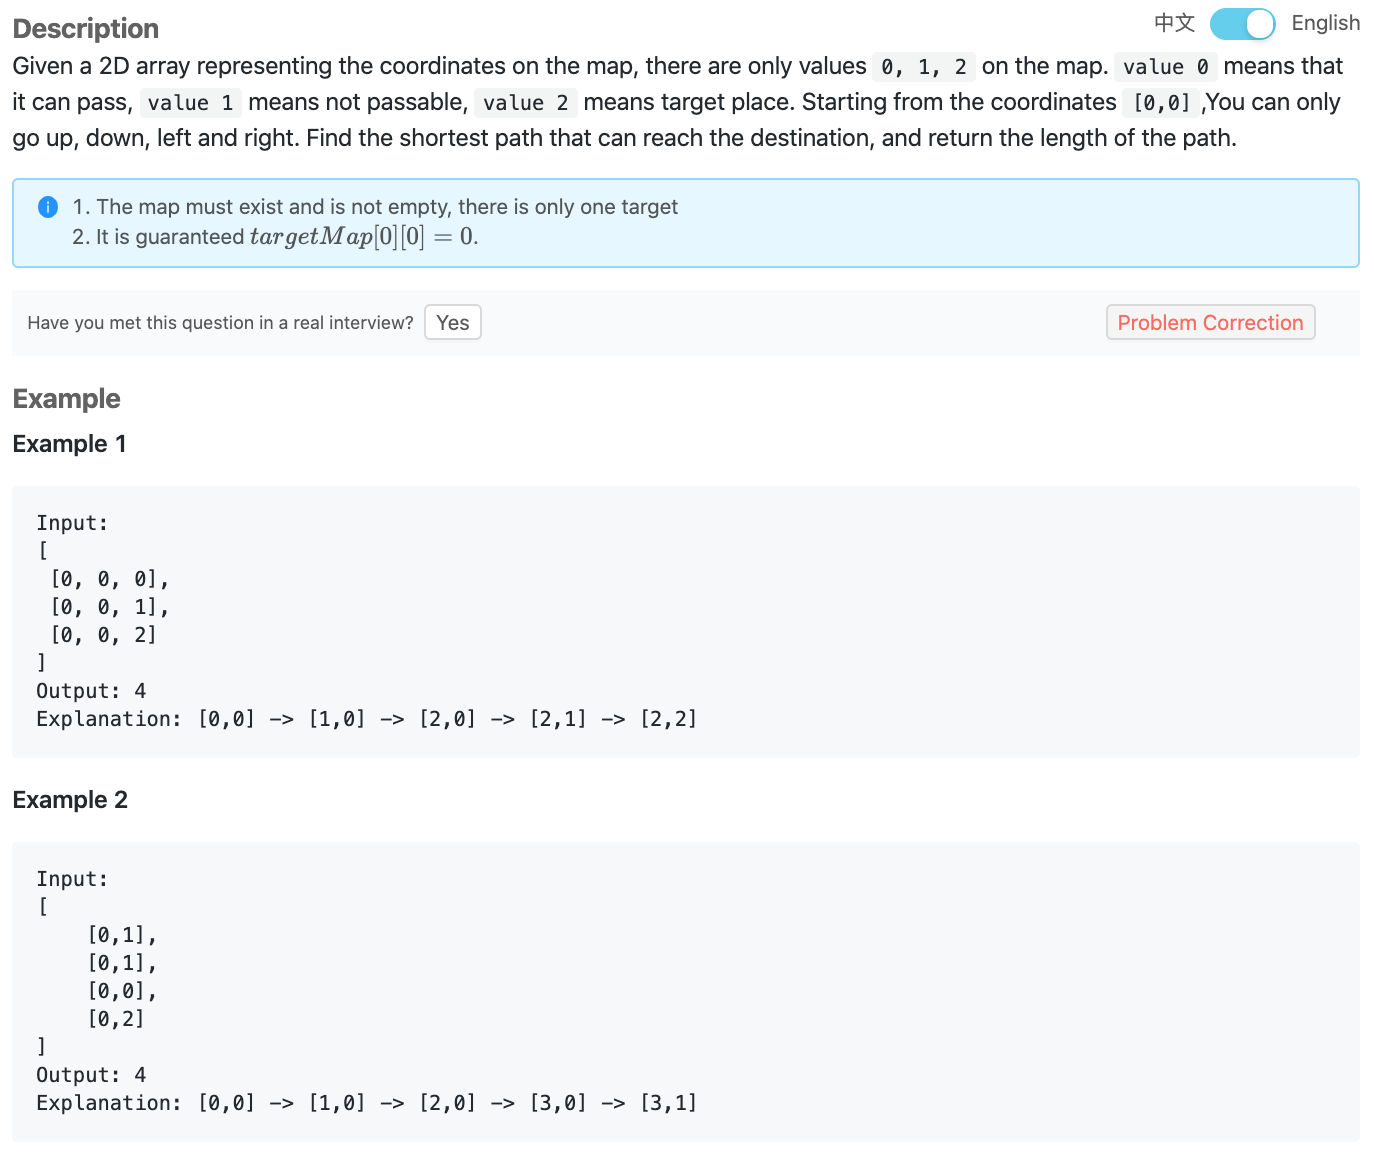 Description
中文 English
Given a 2D array representing the coordinates on the map, there are only values 0, 1, 2 on the map. value 0 means that
it can pass, value 1 means not passable, value 2 means target place. Starting from the coordinates [0,0] ,You can only
go up, down, left and right. Find the shortest path that can reach the destination, and return the length of the path.
1. The map must exist and is not empty, there is only one target
2. It is guaranteed targetMap[0][0] = 0.
Have you met this question in a real interview? Yes
Problem Correction
Example
Example 1
Input:
[
 [0, 0, 0],
 [0, 0, 1],
 [0, 0, 2]
]
Output: 4
Explanation: [0,0] -> [1,0] -> [2,0] -> [2,1] -> [2,2]
Example 2
Input:
[
    [0,1],
    [0,1],
    [0,0],
    [0,2]
]
Output: 4
Explanation: [0,0] -> [1,0] -> [2,0] -> [3,0] -> [3,1]